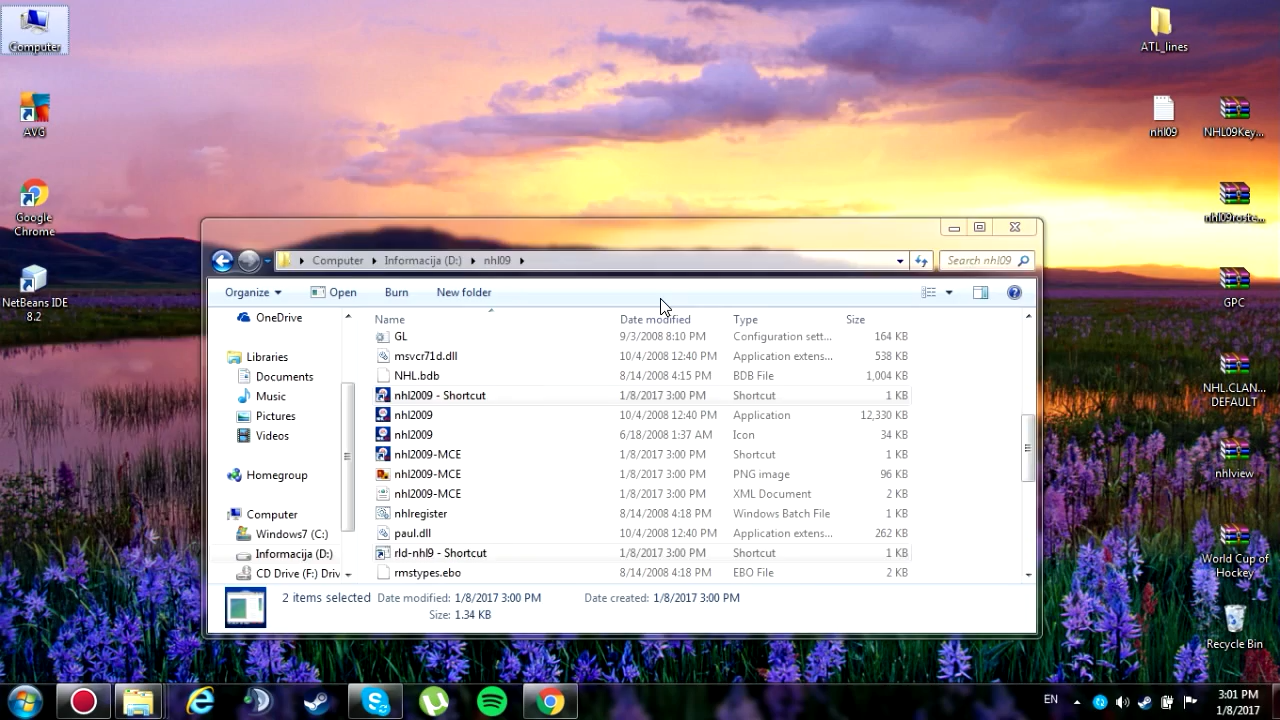 Computer
AVG
Google
Chrome
NetBeans IDE
8.2
ATL_lines
nhl09
NHL09Key...
nhl09roste...
GPC
NHL.CLAN...
DEFAULT
nhlview
World Cup of
Hockey
Recycle Bin
Computer
Informacija (D:)
nhl09
Search nhl09
Organize
Open
Burn
New folder
OneDrive
Libraries
Documents
Music
Pictures
Videos
Homegroup
Computer
Windows7 (C:)
Informacija (D:)
CD Drive (F:) Driv
Name Date modified Type Size
GL 9/3/2008 8:10 PM Configuration sett... 164 KB
msvcr71d.dll 10/4/2008 12:40 PM Application extens... 538 KB
NHL.bdb 8/14/2008 4:15 PM BDB File 1,004 KB
nhl2009 - Shortcut 1/8/2017 3:00 PM Shortcut 1 KB
nhl2009 10/4/2008 12:40 PM Application 12,330 KB
nhl2009 6/18/2008 1:37 AM Icon 34 KB
nhl2009-MCE 1/8/2017 3:00 PM Shortcut 1 KB
nhl2009-MCE 1/8/2017 3:00 PM PNG image 96 KB
nhl2009-MCE 1/8/2017 3:00 PM XML Document 2 KB
nhlregister 8/14/2008 4:18 PM Windows Batch File 1 KB
paul.dll 10/4/2008 12:40 PM Application extens... 262 KB
rld-nhl9 - Shortcut 1/8/2017 3:00 PM Shortcut 1 KB
rmstypes.ebo 8/14/2008 4:18 PM EBO File 2 KB
2 items selected Date modified: 1/8/2017 3:00 PM Date created: 1/8/2017 3:00 PM
Size: 1.34 KB
EN
3:01 PM
1/8/2017